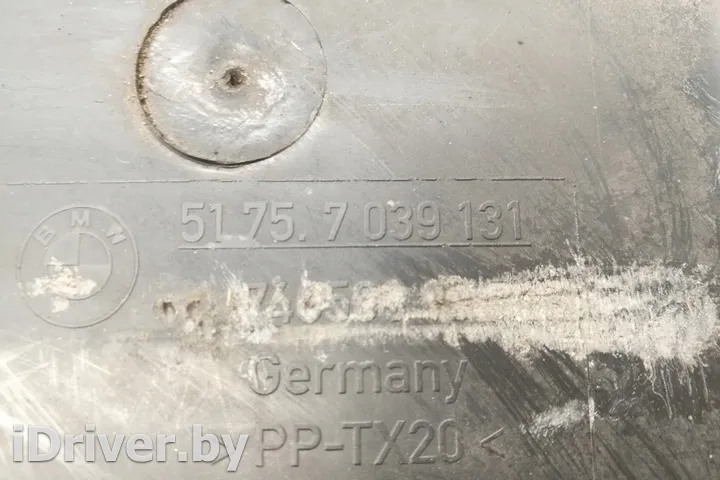 BMW
51.75. 7 039 131
Germany
> PP-TX20 <
iDriver.by